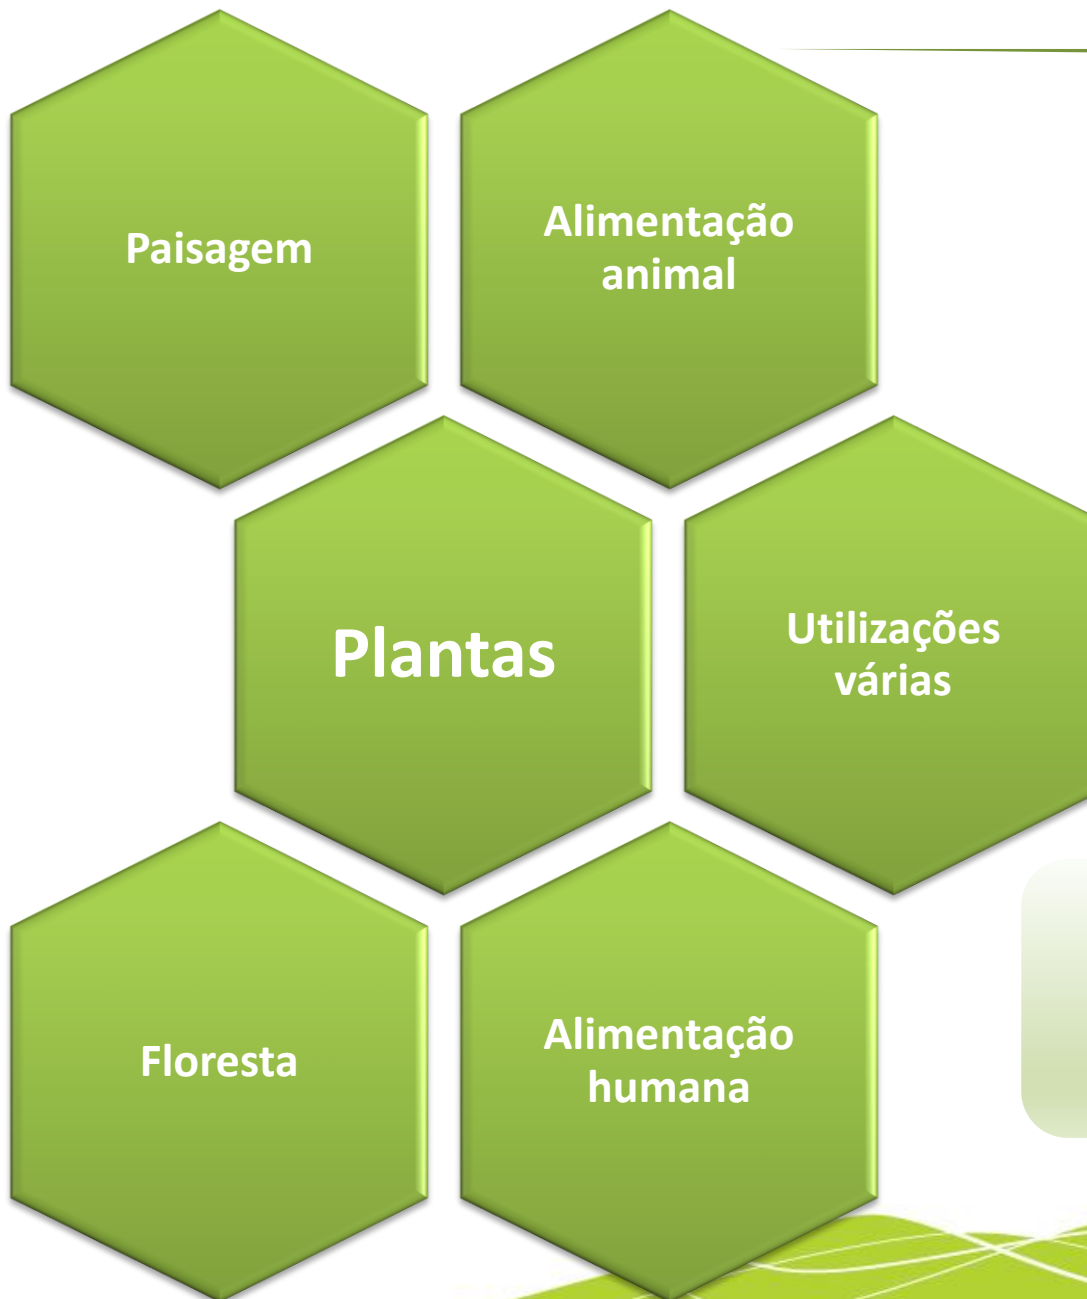 Paisagem
Alimentação
animal
Plantas
Utilizações
várias
Floresta
Alimentação
humana